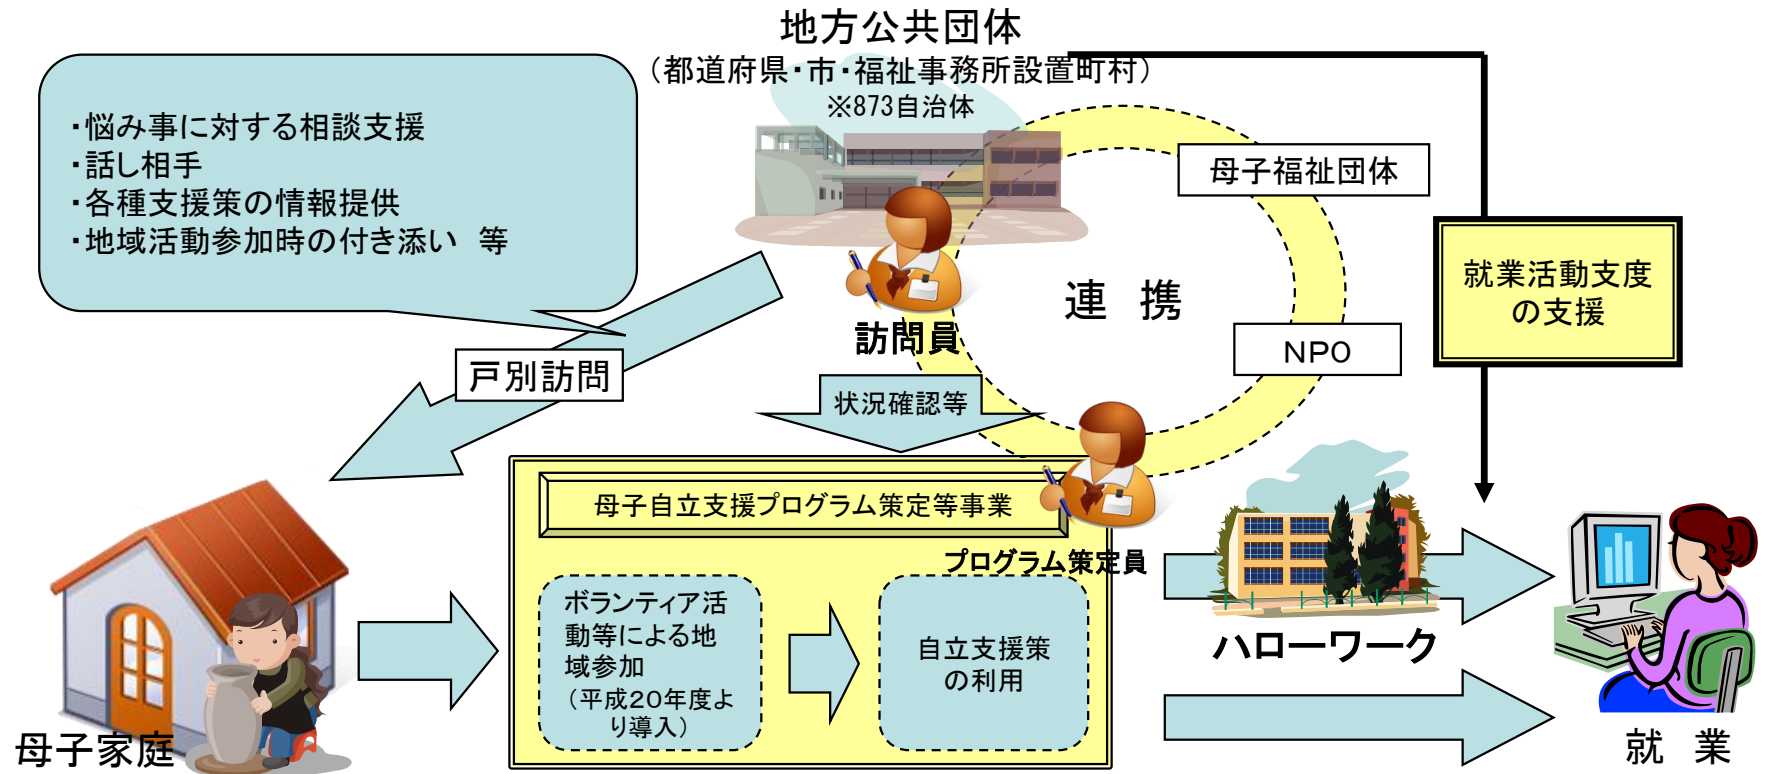 地方公共団体
（都道府県・市・福祉事務所設置町村）
※873自治体
・悩み事に対する相談支援
・話し相手
・各種支援策の情報提供
・地域活動参加時の付き添い　等
母子福祉団体
連　携
就業活動支度
の支援
訪問員
NPO
戸別訪問
状況確認等
母子自立支援プログラム策定等事業
プログラム策定員
ボランティア活
動等による地
域参加
（平成20年度よ
り導入）
自立支援策
の利用
ハローワーク
母子家庭
就　業